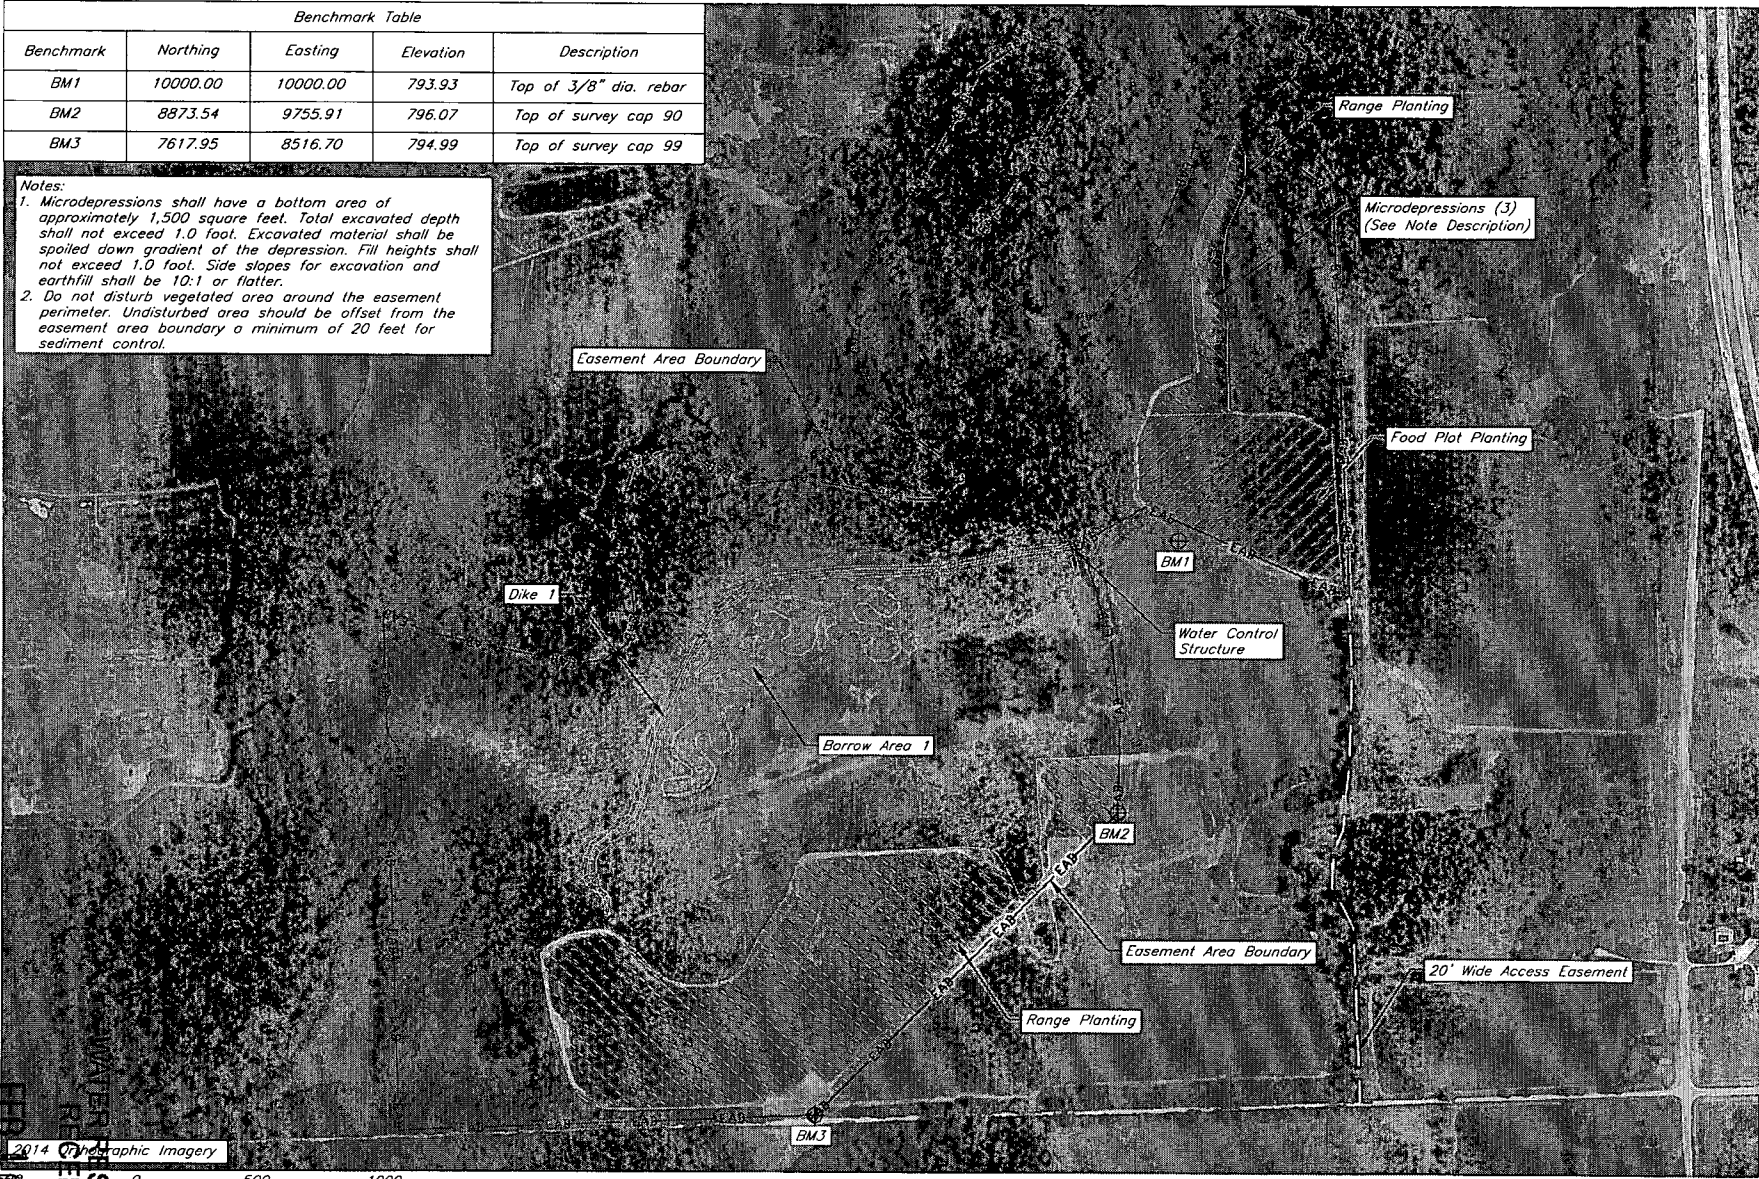 Benchmark Table
Benchmark Northing Easting Elevation Description
BM1 10000.00 10000.00 793.93 Top of 3/8" dia. rebar
BM2 8873.54 9755.91 796.07 Top of survey cap 90
BM3 7617.95 8516.70 794.99 Top of survey cap 99
Notes:
1. Microdepressions shall have a bottom area of
approximately 1,500 square feet. Total excavated depth
shall not exceed 1.0 foot. Excavated material shall be
spoiled down gradient of the depression. Fill heights shall
not exceed 1.0 foot. Side slopes for excavation and
earthfill shall be 10:1 or flatter.
2. Do not disturb vegetated area around the easement
perimeter. Undisturbed area should be offset from the
easement area boundary a minimum of 20 feet for
sediment control.
Range Planting
Microdepressions (3)
(See Note Description)
Easement Area Boundary
Food Plot Planting
EAB
BM1
Dike 1
Water Control
Structure
Borrow Area 1
BM2
EAB
EAB
EAB
EAB
EAB
Easement Area Boundary
20' Wide Access Easement
Range Planting
BM3
2014 Orthographic Imagery
0 500 1000